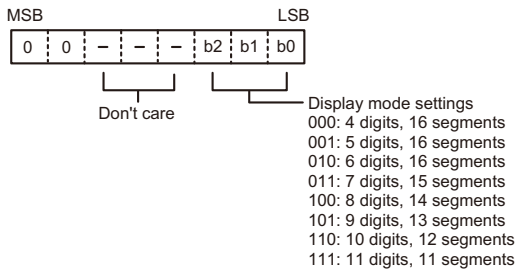 MSB LSB
0 0 – – – b2 b1 b0
Don't care
Display mode settings
000: 4 digits, 16 segments
001: 5 digits, 16 segments
010: 6 digits, 16 segments
011: 7 digits, 15 segments
100: 8 digits, 14 segments
101: 9 digits, 13 segments
110: 10 digits, 12 segments
111: 11 digits, 11 segments